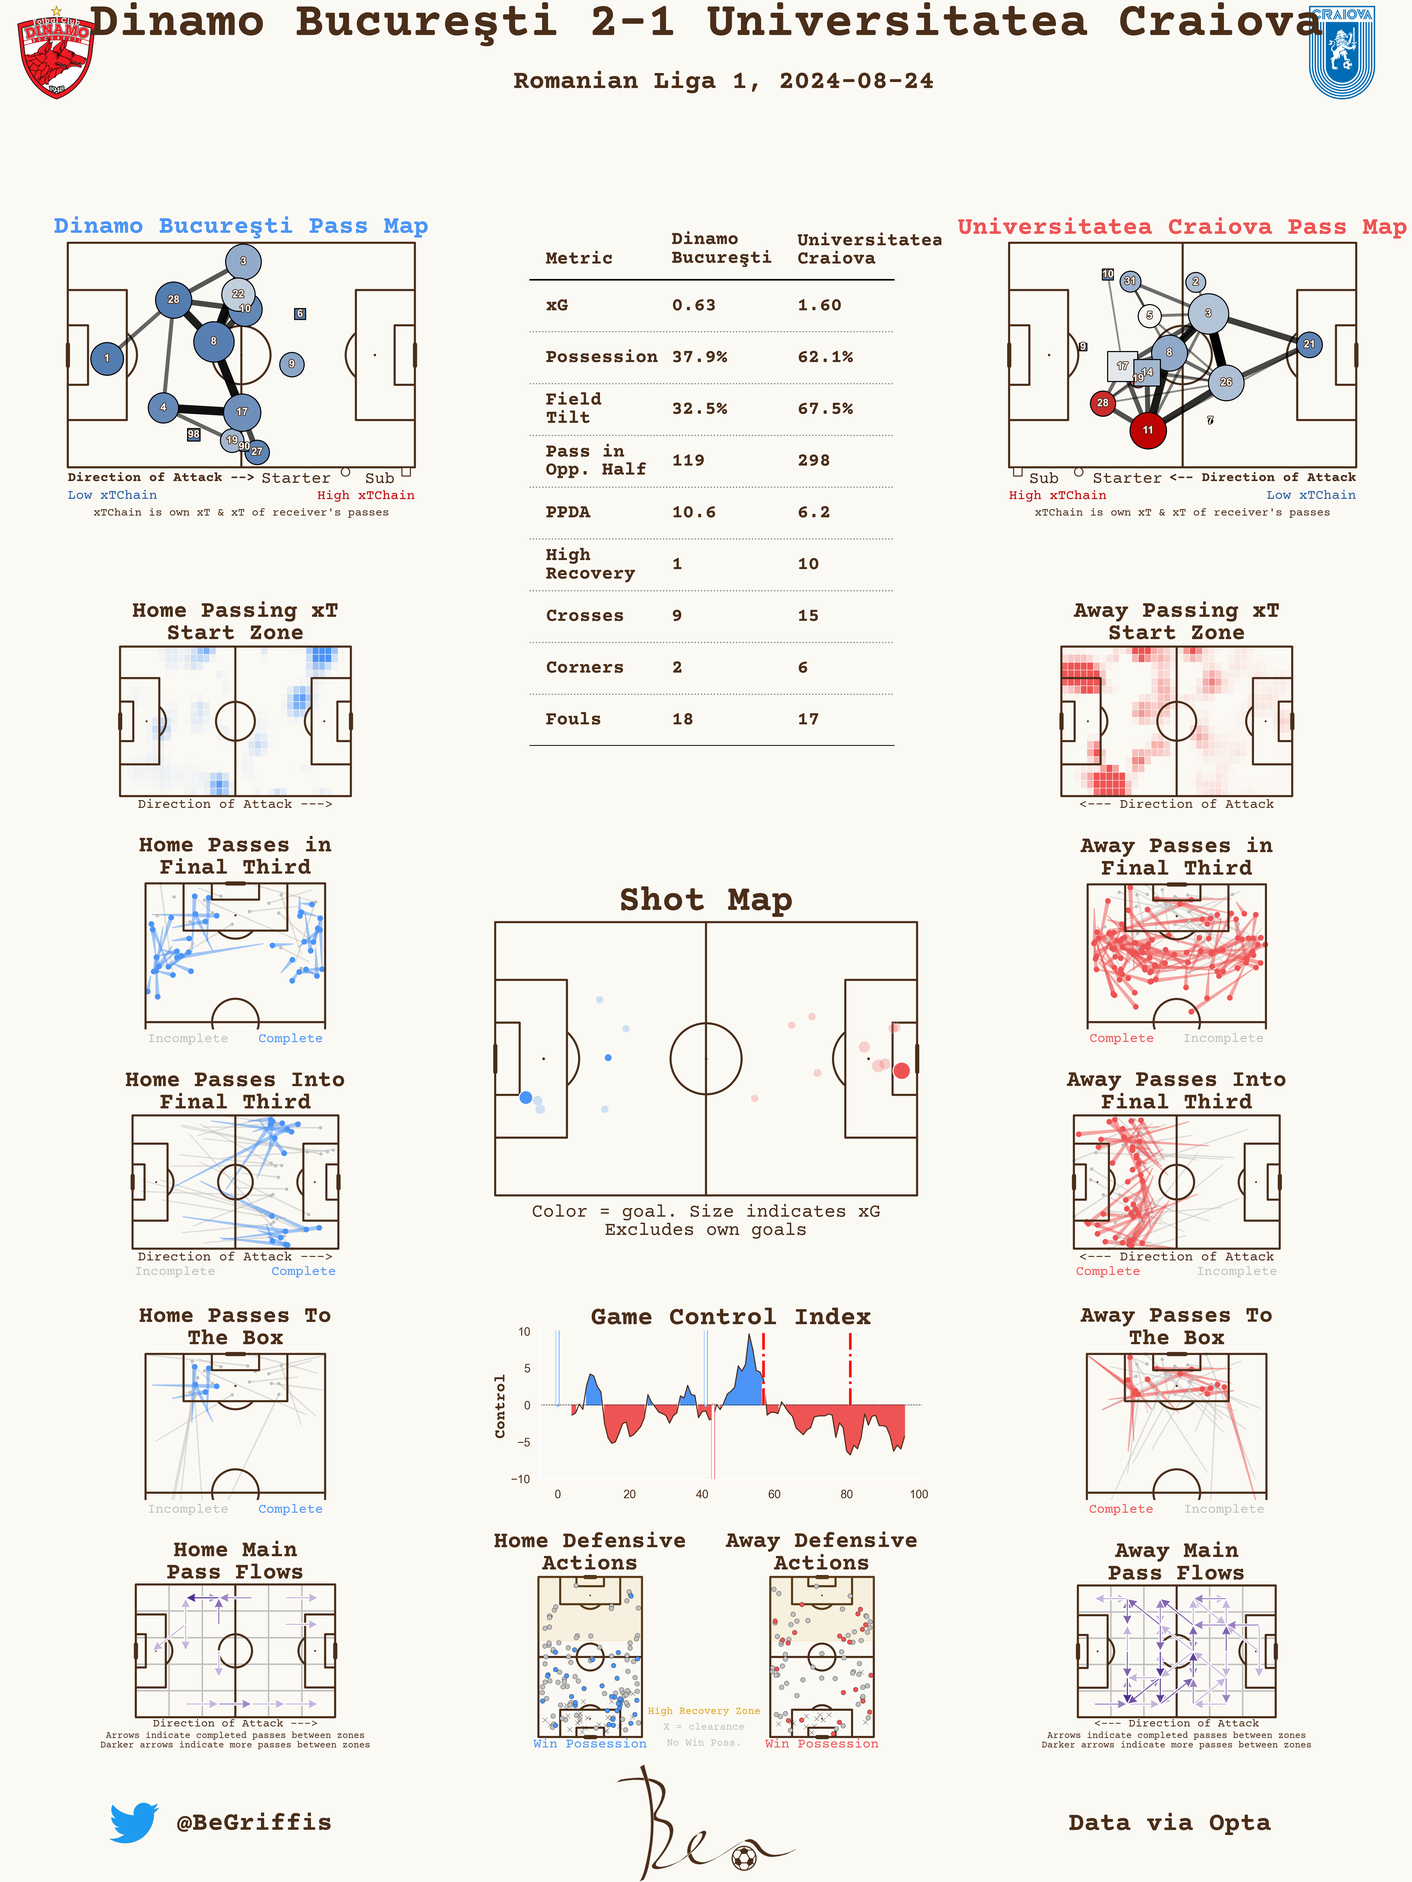 Dinamo Bucureşti 2-1 Universitatea Craiova
Romanian Liga 1, 2024-08-24
Fotbal Club
DINAMO
BUCUREŞTI
1948
CRAIOVA
Dinamo Bucureşti Pass Map
3
28
22
10
6
8
1
9
4
17
98
19
90
27
Direction of Attack --> Starter Sub
Low xTChain High xTChain
xTChain is own xT & xT of receiver's passes
Metric Dinamo Bucureşti Universitatea Craiova
xG 0.63 1.60
Possession 37.9% 62.1%
Field Tilt 32.5% 67.5%
Pass in Opp. Half 119 298
PPDA 10.6 6.2
High Recovery 1 10
Crosses 9 15
Corners 2 6
Fouls 18 17
Universitatea Craiova Pass Map
10
31
2
5
3
9
8
21
17
14
19
26
28
7
11
Sub Starter <-- Direction of Attack
High xTChain Low xTChain
xTChain is own xT & xT of receiver's passes
Home Passing xT
Start Zone
Direction of Attack --->
Away Passing xT
Start Zone
<--- Direction of Attack
Home Passes in
Final Third
Incomplete Complete
Away Passes in
Final Third
Complete Incomplete
Shot Map
Color = goal. Size indicates xG
Excludes own goals
Home Passes Into
Final Third
Direction of Attack --->
Incomplete Complete
Away Passes Into
Final Third
<--- Direction of Attack
Complete Incomplete
Home Passes To
The Box
Incomplete Complete
Game Control Index
Control
10
5
0
−5
−10
0 20 40 60 80 100
Away Passes To
The Box
Complete Incomplete
Home Main
Pass Flows
Direction of Attack --->
Arrows indicate completed passes between zones
Darker arrows indicate more passes between zones
Home Defensive
Actions
Win Possession
High Recovery Zone
X = clearance
No Win Poss.
Away Defensive
Actions
Win Possession
Away Main
Pass Flows
<--- Direction of Attack
Arrows indicate completed passes between zones
Darker arrows indicate more passes between zones
@BeGriffis
Ben
Data via Opta